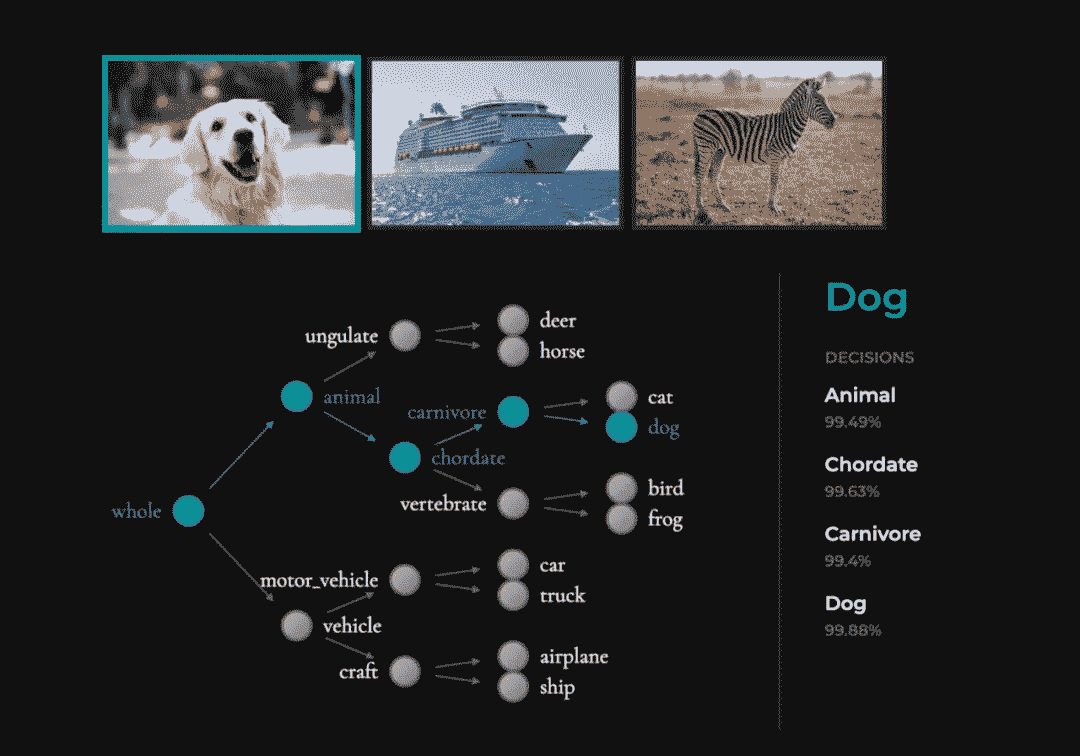 ungulate
deer
horse
animal
carnivore
cat
dog
chordate
vertebrate
bird
frog
whole
motor_vehicle
car
truck
vehicle
craft
airplane
ship
Dog
DECISIONS
Animal
99.49%
Chordate
99.63%
Carnivore
99.4%
Dog
99.88%